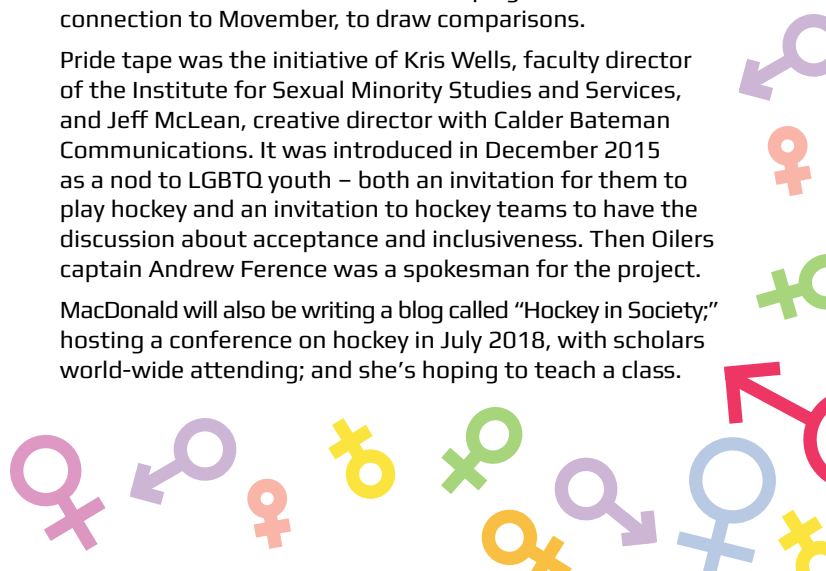 connection to Movember, to draw comparisons.
Pride tape was the initiative of Kris Wells, faculty director
of the Institute for Sexual Minority Studies and Services,
and Jeff McLean, creative director with Calder Bateman
Communications. It was introduced in December 2015
as a nod to LGBTQ youth – both an invitation for them to
play hockey and an invitation to hockey teams to have the
discussion about acceptance and inclusiveness. Then Oilers
captain Andrew Ference was a spokesman for the project.
MacDonald will also be writing a blog called “Hockey in Society;”
hosting a conference on hockey in July 2018, with scholars
world-wide attending; and she’s hoping to teach a class.